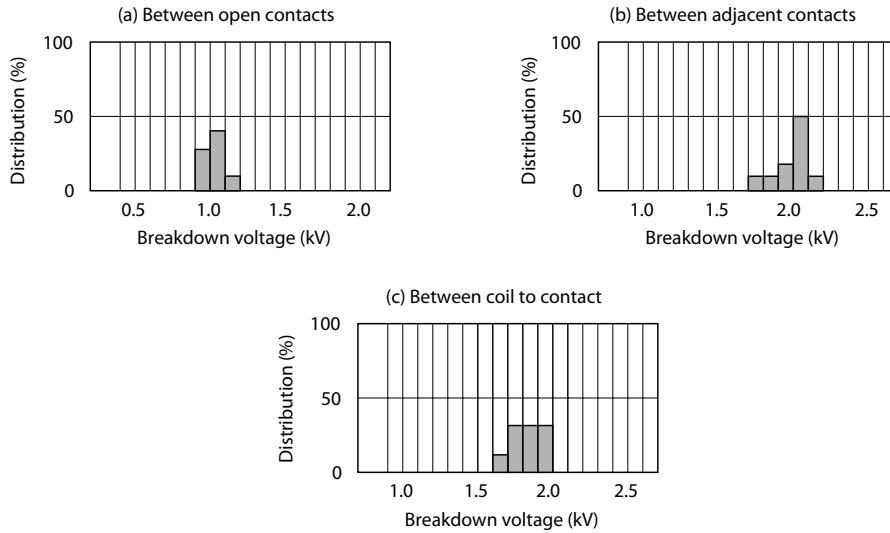 (a) Between open contacts
100
50
0
Distribution (%)
0.5 1.0 1.5 2.0
Breakdown voltage (kV)
(b) Between adjacent contacts
100
50
0
Distribution (%)
1.0 1.5 2.0 2.5
Breakdown voltage (kV)
(c) Between coil to contact
100
50
0
Distribution (%)
1.0 1.5 2.0 2.5
Breakdown voltage (kV)